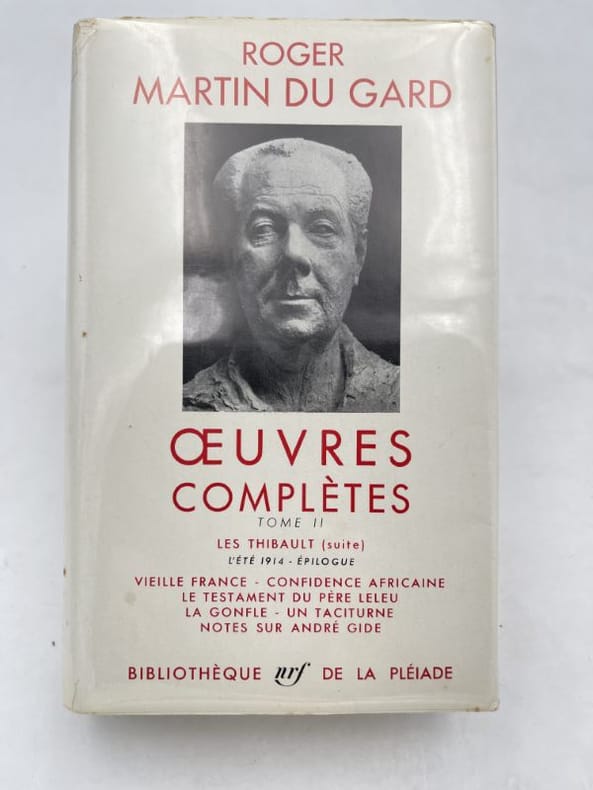 ROGER
MARTIN DU GARD
ŒUVRES
COMPLÈTES
TOME II
LES THIBAULT (suite)
L'ÉTÉ 1914 - ÉPILOGUE
VIEILLE FRANCE - CONFIDENCE AFRICAINE
LE TESTAMENT DU PÈRE LELEU
LA GONFLE - UN TACITURNE
NOTES SUR ANDRÉ GIDE
BIBLIOTHÈQUE nrf DE LA PLÉIADE